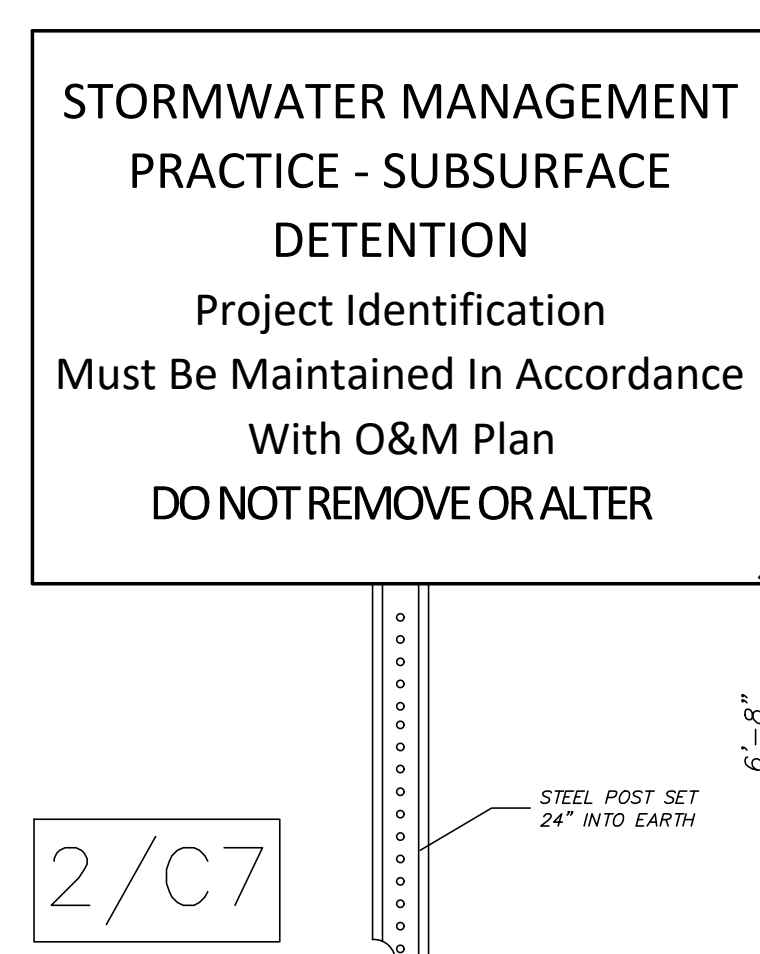 STORMWATER MANAGEMENT
PRACTICE - SUBSURFACE
DETENTION
Project Identification
Must Be Maintained In Accordance
With O&M Plan
DO NOT REMOVE OR ALTER
6'-8"
STEEL POST SET
24" INTO EARTH
2/C7